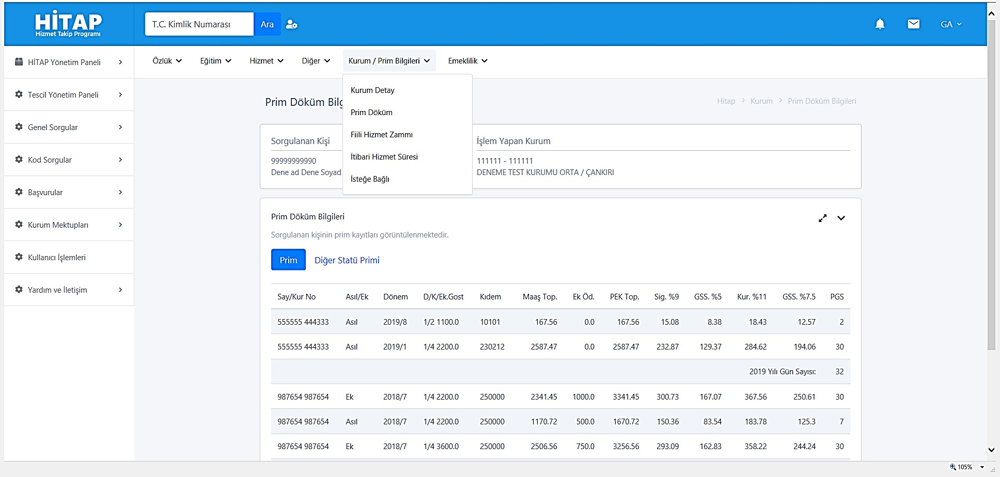 HİTAP
Hizmet Takip Programı
T.C. Kimlik Numarası Ara
GA
HİTAP Yönetim Paneli
Tescil Yönetim Paneli
Genel Sorgular
Kod Sorgular
Başvurular
Kurum Mektupları
Kullanıcı İşlemleri
Yardım ve İletişim
Özlük Eğitim Hizmet Diğer Kurum / Prim Bilgileri Emeklilik
Kurum Detay
Prim Döküm
Fiili Hizmet Zammı
İtibari Hizmet Süresi
İsteğe Bağlı
Prim Döküm Bilg
Hitap > Kurum > Prim Döküm Bilgileri
Sorgulanan Kişi
99999999990
Dene ad Dene Soyad
İşlem Yapan Kurum
111111 - 111111
DENEME TEST KURUMU ORTA / ÇANKIRI
Prim Döküm Bilgileri
Sorgulanan kişinin prim kayıtları görüntülenmektedir.
Prim Diğer Statü Primi
Say/Kur No Asıl/Ek Dönem D/K/Ek.Gost Kıdem Maaş Top. Ek Öd. PEK Top. Sig. %9 GSS. %5 Kur. %11 GSS. %7.5 PGS
555555 444333 Asıl 2019/8 1/2 1100.0 10101 167.56 0.0 167.56 15.08 8.38 18.43 12.57 2
555555 444333 Asıl 2019/1 1/4 2200.0 230212 2587.47 0.0 2587.47 232.87 129.37 284.62 194.06 30
2019 Yılı Gün Sayısı: 32
987654 987654 Ek 2018/7 1/4 2200.0 250000 2341.45 1000.0 3341.45 300.73 167.07 367.56 250.61 30
987654 987654 Asıl 2018/7 1/4 2200.0 250000 1170.72 500.0 1670.72 150.36 83.54 183.78 125.3 7
987654 987654 Ek 2018/7 1/4 3600.0 250000 2506.56 750.0 3256.56 293.09 162.83 358.22 244.24 30
105%